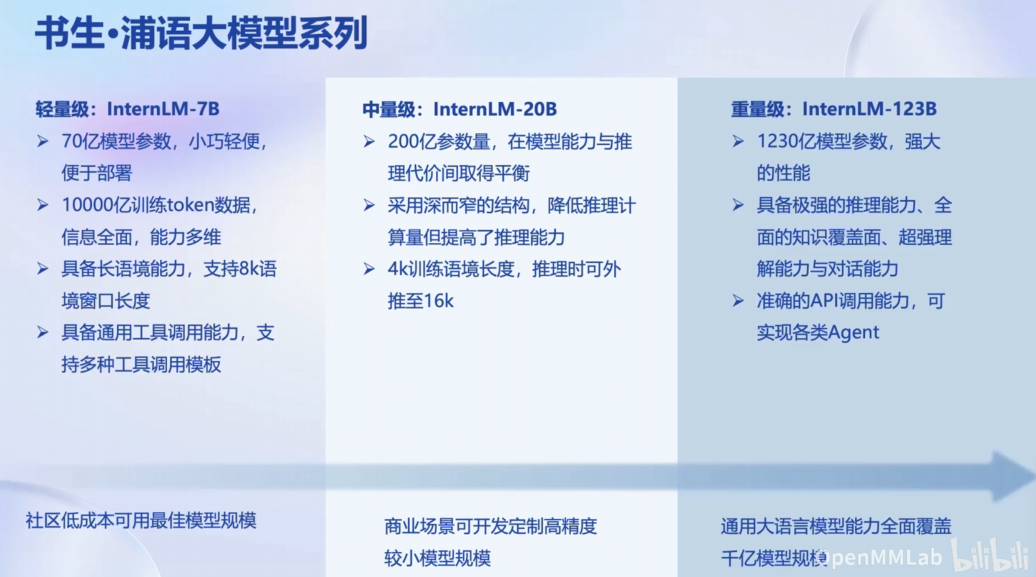 书生·浦语大模型系列
轻量级：InternLM-7B
➢ 70亿模型参数，小巧轻便，
便于部署
➢ 10000亿训练token数据，
信息全面，能力多维
➢ 具备长语境能力，支持8k语
境窗口长度
➢ 具备通用工具调用能力，支
持多种工具调用模板
社区低成本可用最佳模型规模
中量级：InternLM-20B
➢ 200亿参数量，在模型能力与推
理代价间取得平衡
➢ 采用深而窄的结构，降低推理计
算量但提高了推理能力
➢ 4k训练语境长度，推理时可外
推至16k
商业场景可开发定制高精度
较小模型规模
重量级：InternLM-123B
➢ 1230亿模型参数，强大
的性能
➢ 具备极强的推理能力、全
面的知识覆盖面、超强理
解能力与对话能力
➢ 准确的API调用能力，可
实现各类Agent
通用大语言模型能力全面覆盖
千亿模型规模
OpenMMLab bilibili